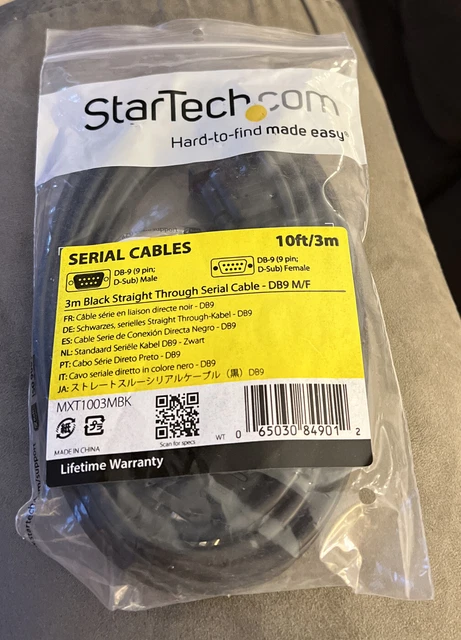 StarTech.com
Hard-to-find made easy®
SERIAL CABLES
10ft/3m
DB-9 (9 pin; D-Sub) Male
DB-9 (9 pin; D-Sub) Female
3m Black Straight Through Serial Cable - DB9 M/F
FR: Câble série en liaison directe noir - DB9
DE: Schwarzes, serielles Straight Through-Kabel - DB9
ES: Cable Serie de Conexión Directa Negro - DB9
NL: Standaard Seriële Kabel DB9 - Zwart
PT: Cabo Série Direto Preto - DB9
IT: Cavo seriale diretto in colore nero - DB9
JA: ストレートスルーシリアルケーブル（黒）DB9
MXT1003MBK
紙
プラ
MADE IN CHINA
Scan for specs
WT
0 65030 84901 2
Lifetime Warranty